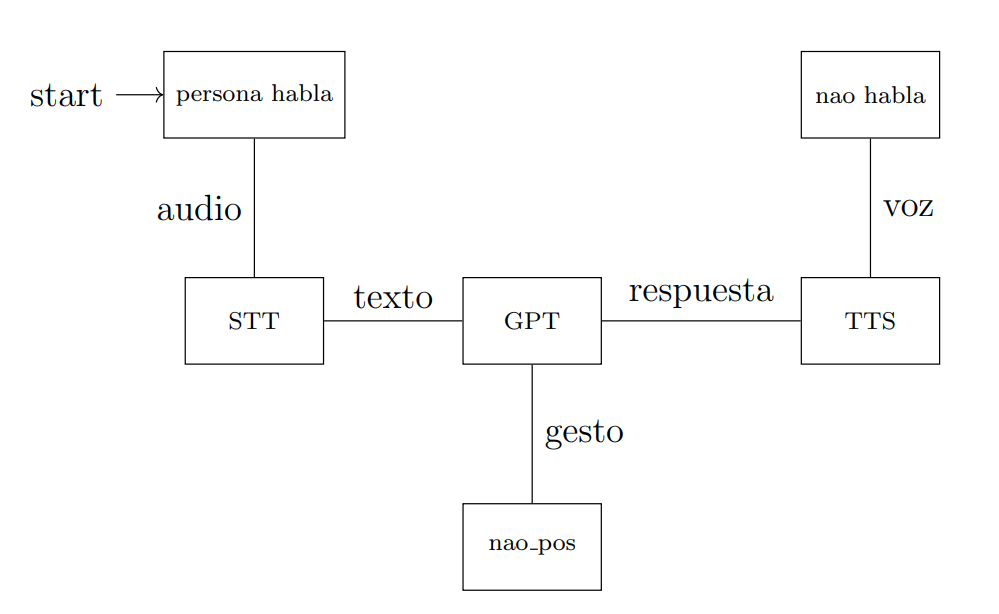 start
persona habla
nao habla
audio
voz
STT
texto
GPT
respuesta
TTS
gesto
nao_pos